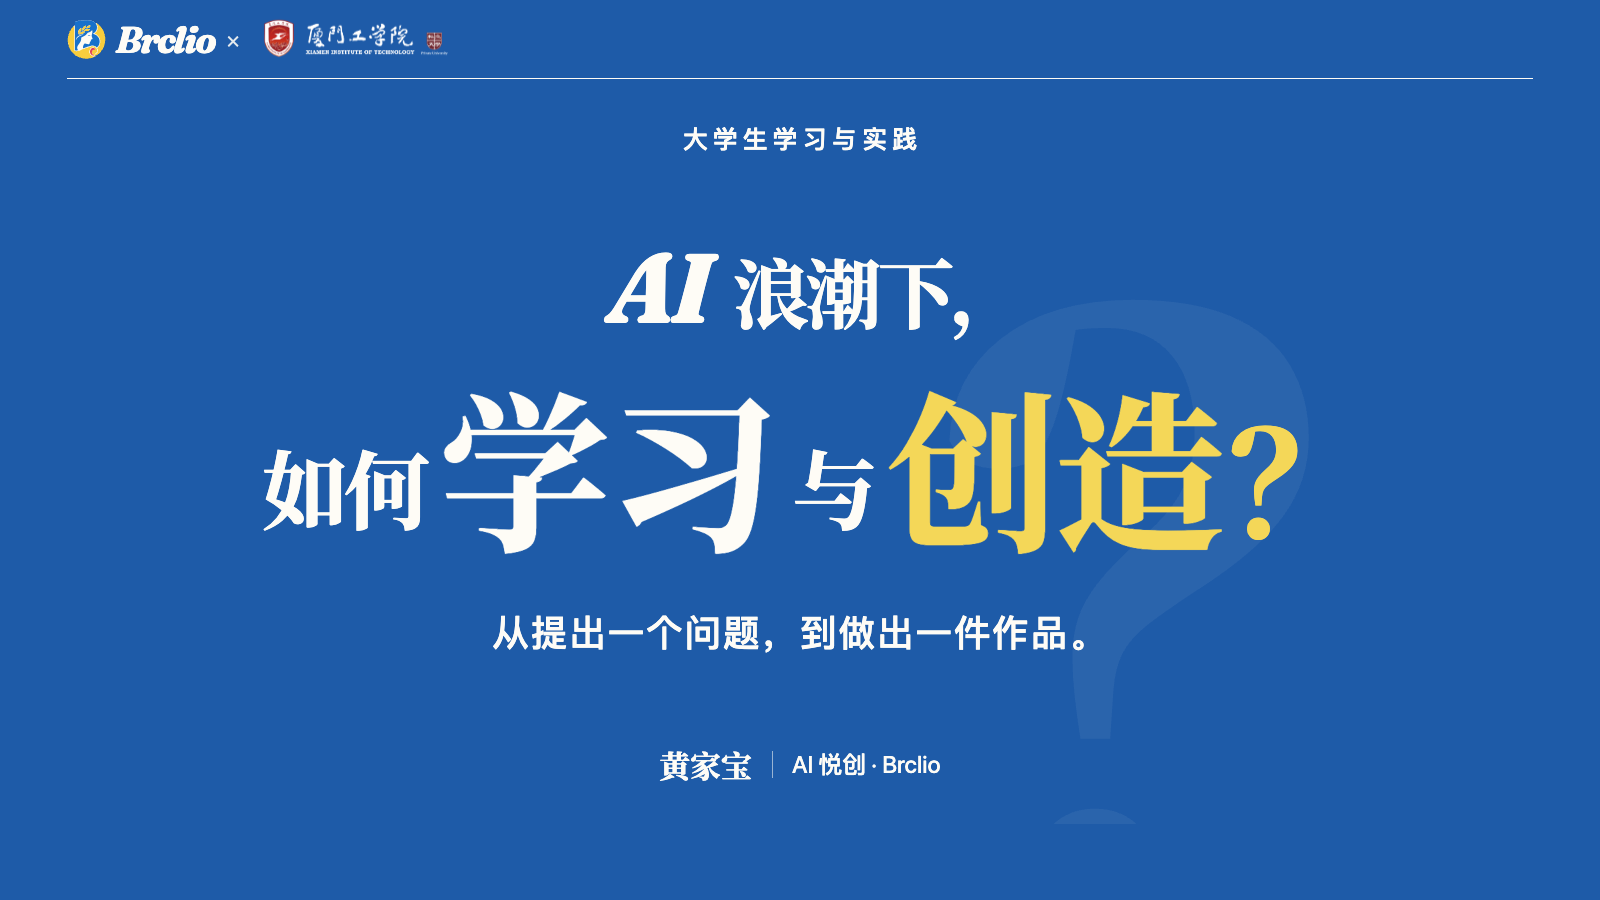 Brclio × 厦门工学院
XIAMEN INSTITUTE OF TECHNOLOGY
大学生学习与实践
AI 浪潮下,
如何学习与创造?
从提出一个问题，到做出一件作品。
黄家宝 | AI 悦创 · Brclio
?